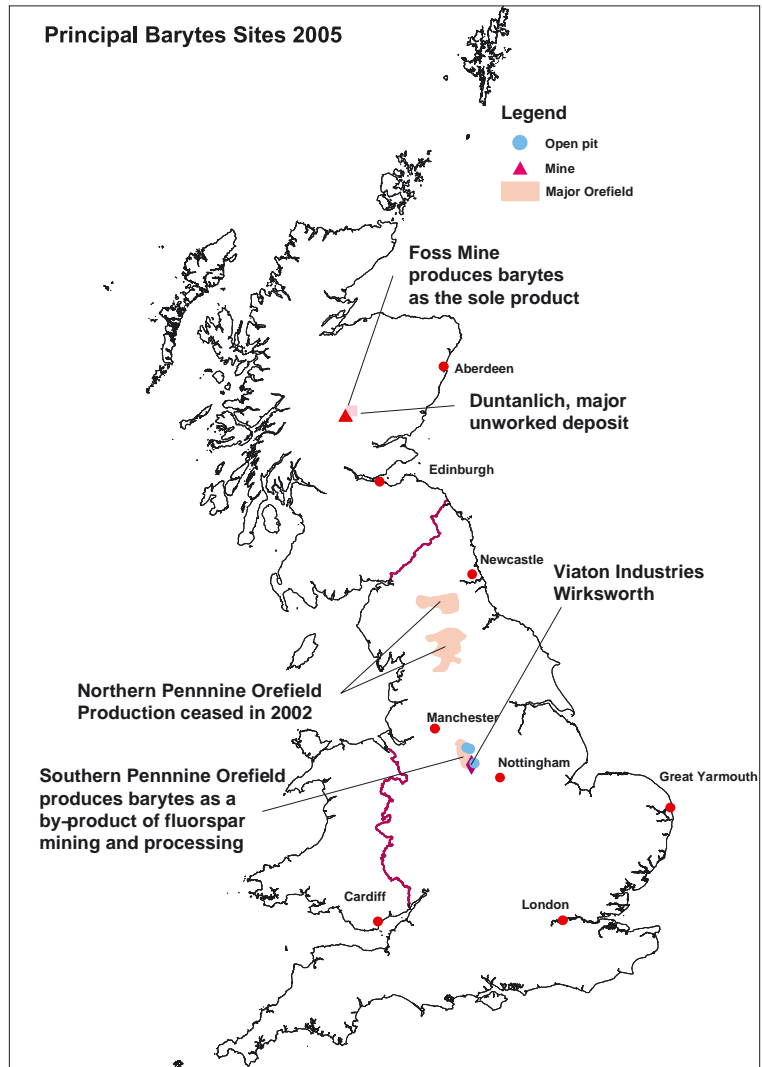 Principal Barytes Sites 2005
Legend
Open pit
Mine
Major Orefield
Foss Mine
produces barytes
as the sole product
Aberdeen
Duntanlich, major
unworked deposit
Edinburgh
Newcastle
Viaton Industries
Wirksworth
Northern Pennnine Orefield
Production ceased in 2002
Manchester
Nottingham
Southern Pennnine Orefield
produces barytes as a
by–product of fluorspar
mining and processing
Great Yarmouth
Cardiff
London